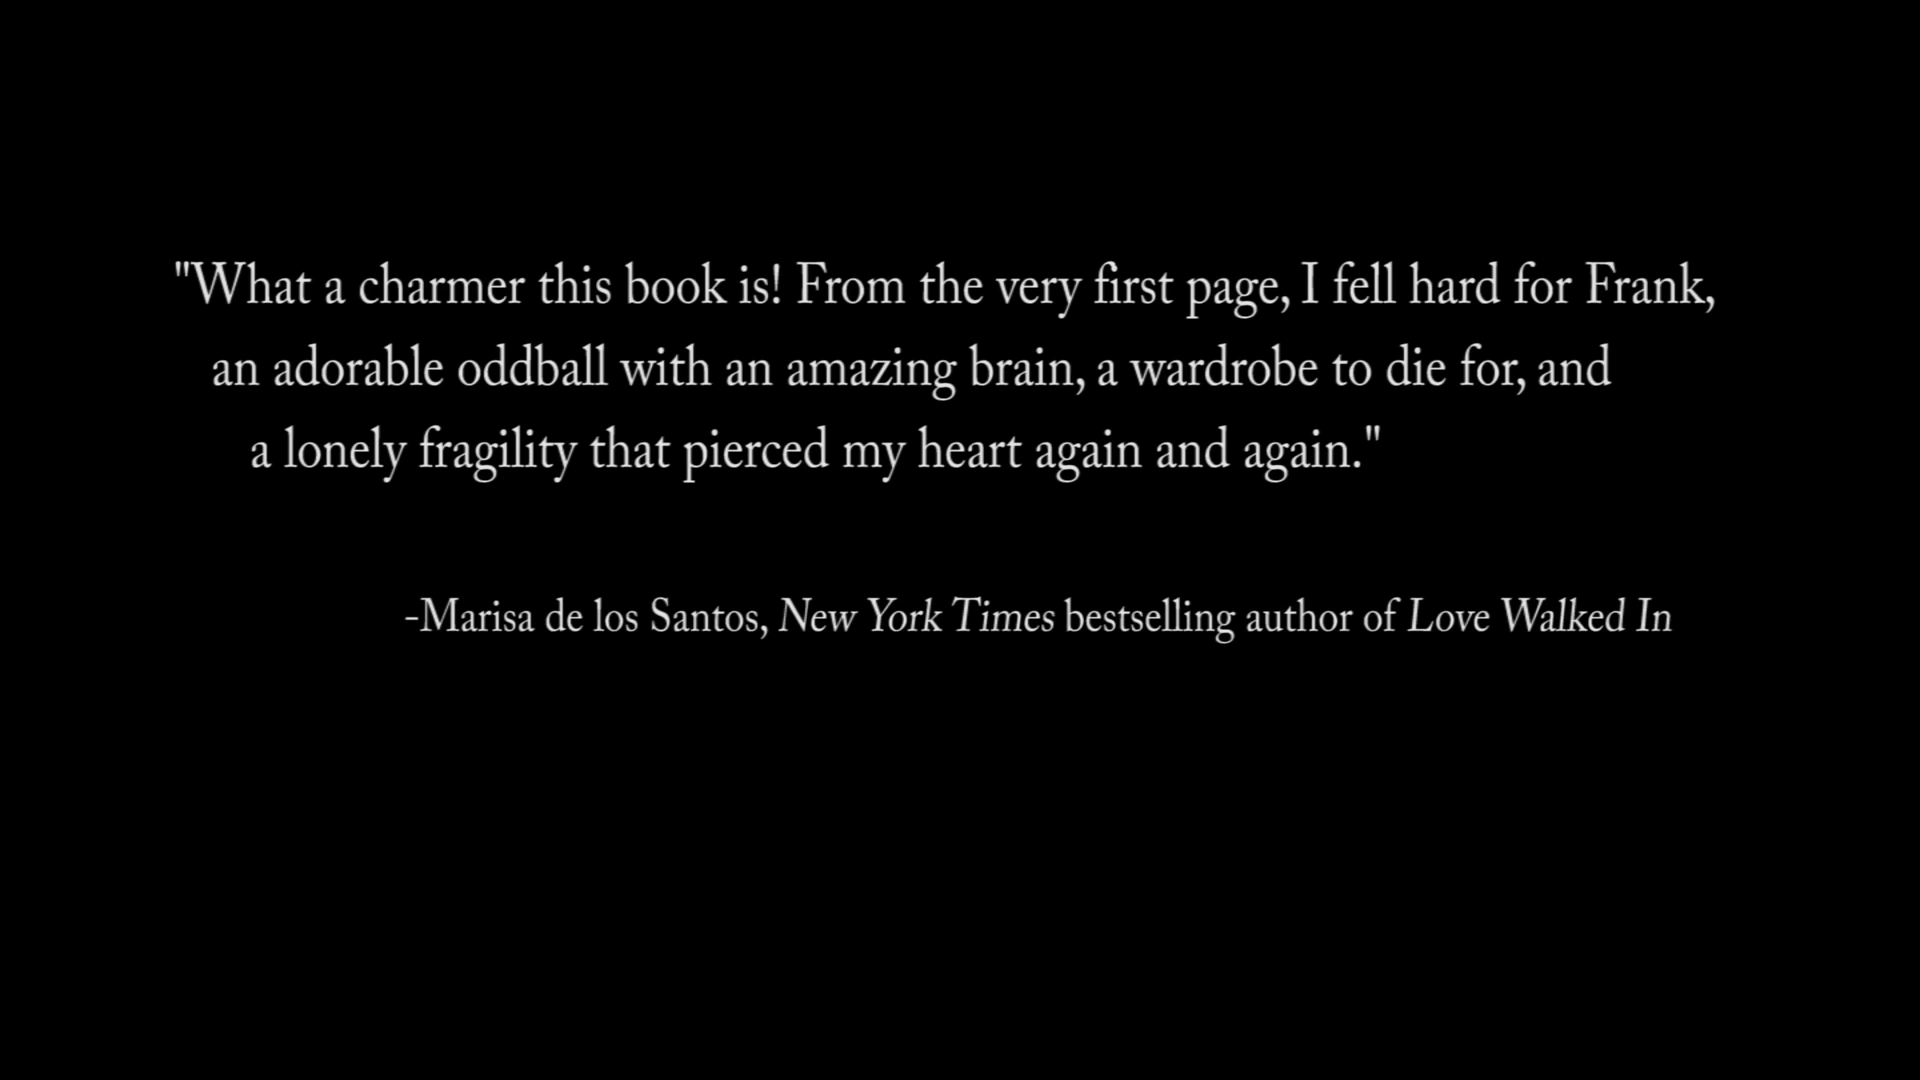 "What a charmer this book is! From the very first page, I fell hard for Frank,
an adorable oddball with an amazing brain, a wardrobe to die for, and
a lonely fragility that pierced my heart again and again."
-Marisa de los Santos, New York Times bestselling author of Love Walked In